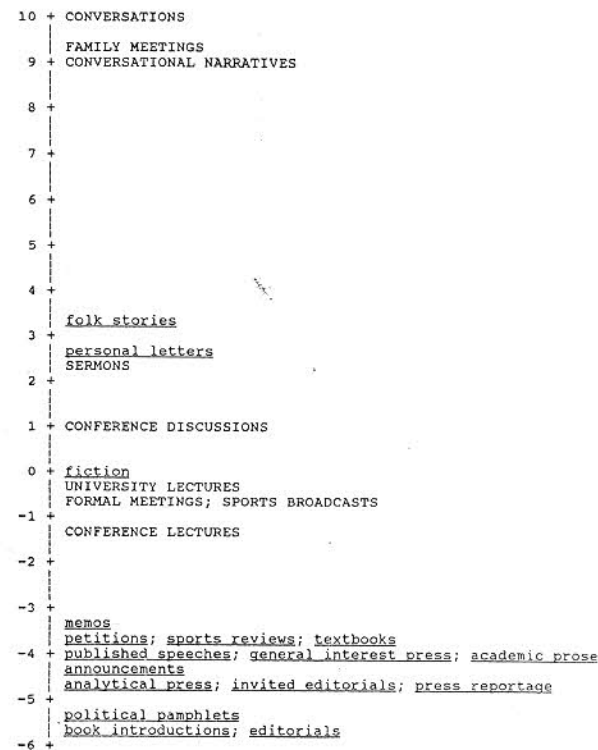 10 + CONVERSATIONS
FAMILY MEETINGS
9 + CONVERSATIONAL NARRATIVES
8 +
7 +
6 +
5 +
4 +
folk stories
3 +
personal letters
SERMONS
2 +
1 + CONFERENCE DISCUSSIONS
0 + fiction
UNIVERSITY LECTURES
FORMAL MEETINGS; SPORTS BROADCASTS
-1 +
CONFERENCE LECTURES
-2 +
-3 +
memos
petitions; sports reviews; textbooks
-4 + published speeches; general interest press; academic prose
announcements
analytical press; invited editorials; press reportage
-5 +
political pamphlets
book introductions; editorials
-6 +